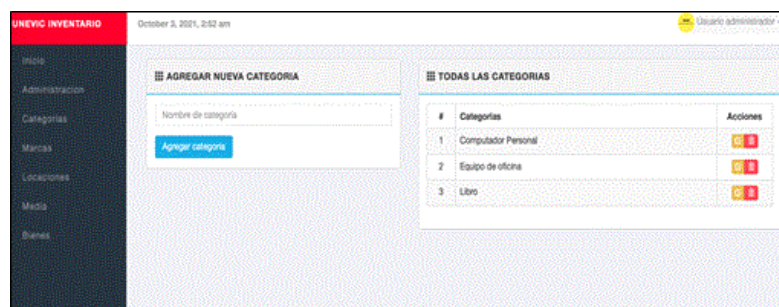 UNEVIC INVENTARIO
October 3, 2021, 2:52 am
Usuario administrador
Inicio
Administracion
Categorias
Marcas
Locaciones
Media
Bienes
AGREGAR NUEVA CATEGORIA
Nombre de categoria
Agregar categoria
TODAS LAS CATEGORIAS
# Categorias Acciones
1 Computador Personal
2 Equipo de oficina
3 Libro